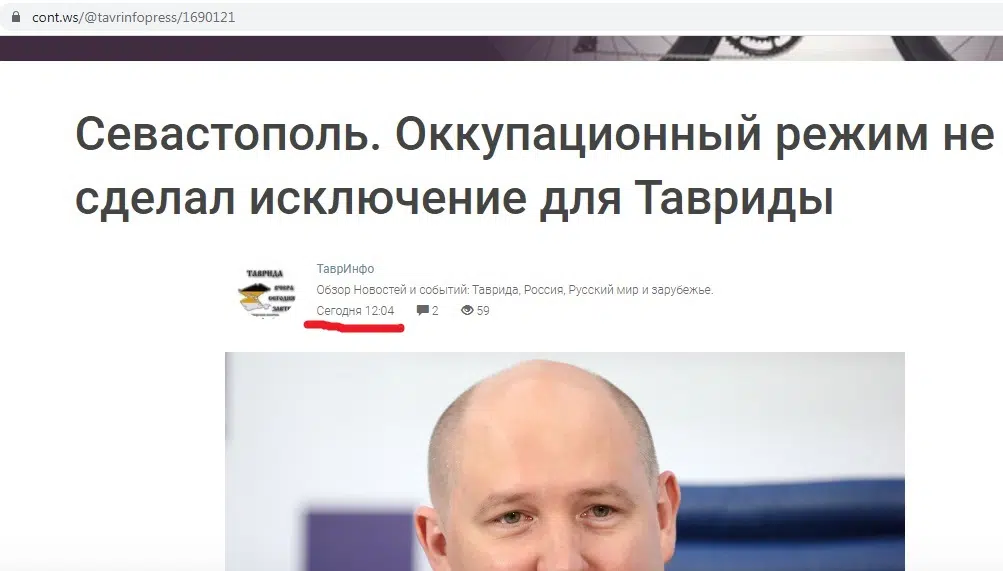 cont.ws/@tavrinfopress/1690121
Севастополь. Оккупационный режим не
сделал исключение для Тавриды
ТАВРИДА
ВЧЕРА
СЕГОДНЯ
ЗАВТРА
ТаврИнфо
Обзор Новостей и событий: Таврида, Россия, Русский мир и зарубежье.
Сегодня 12:04 2 59